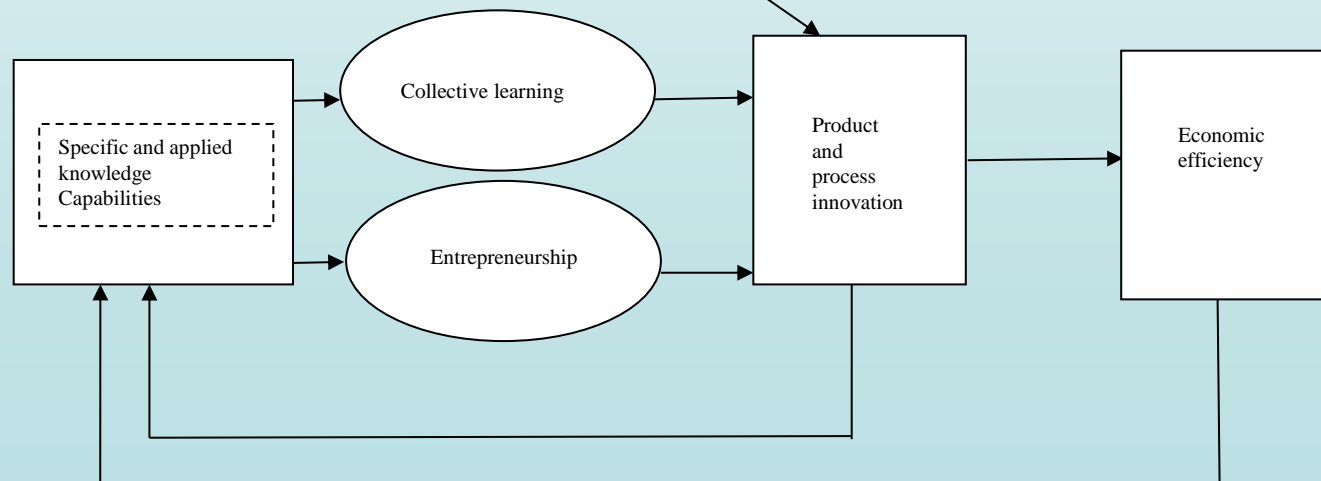 Specific and applied
knowledge
Capabilities
Collective learning
Entrepreneurship
Product
and
process
innovation
Economic
efficiency